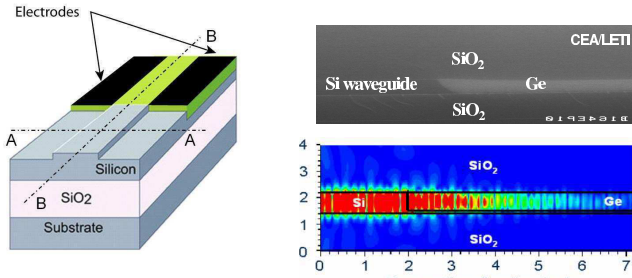 Electrodes
B
A
A
Silicon
B
SiO2
Substrate
CEA/LETI
SiO2
Si waveguide
Ge
SiO2
B164EP10
4
3
2
1
0
SiO2
Si
Ge
SiO2
0 1 2 3 4 5 6 7